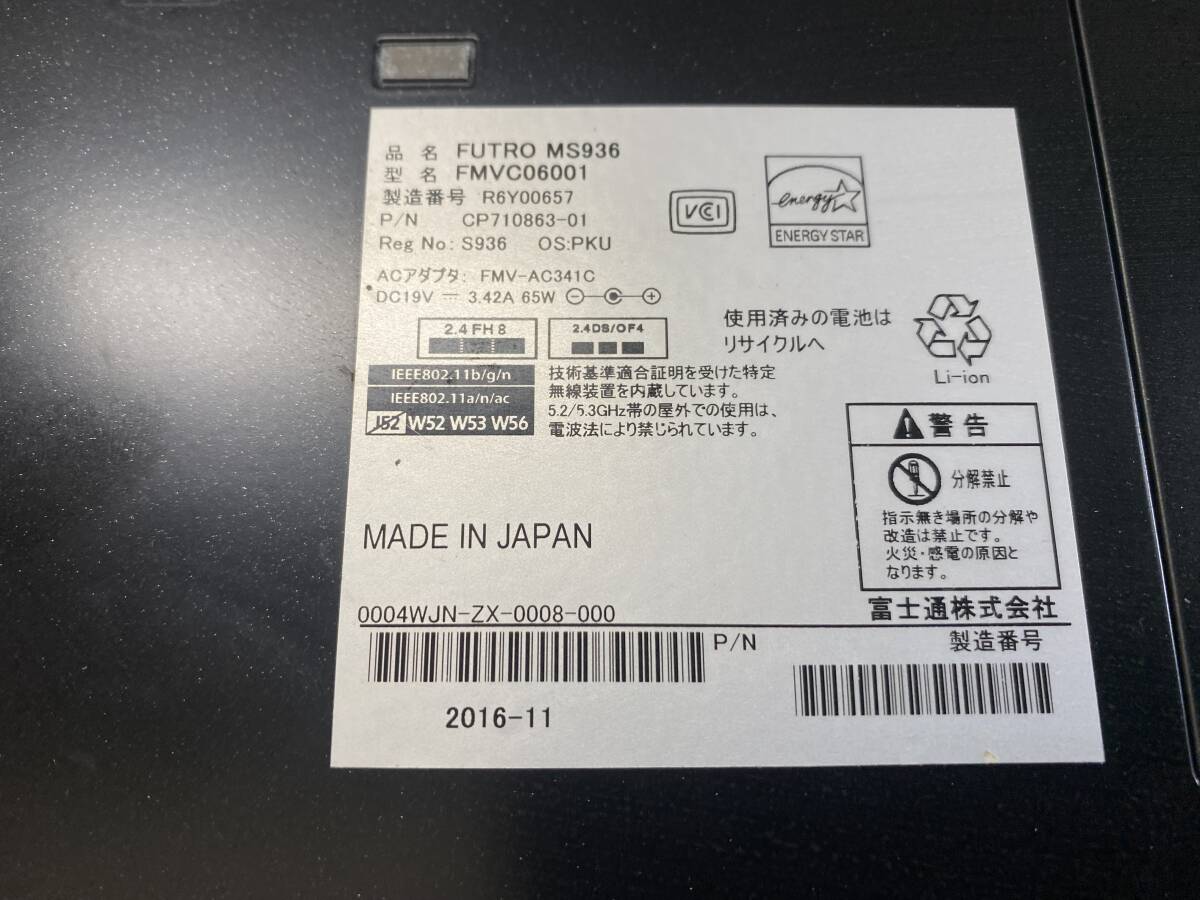 品 名 FUTRO MS936
型 名 FMVC06001
製造番号 R6Y00657
P/N CP710863-01
Reg No: S936 OS:PKU
VCCI
energy
ENERGY STAR
ACアダプタ: FMV-AC341C
DC19V 3.42A 65W
2.4 FH 8
2.4DS/OF4
使用済みの電池は
リサイクルへ
Li-ion
IEEE802.11b/g/n
IEEE802.11a/n/ac
J52 W52 W53 W56
技術基準適合証明を受けた特定
無線装置を内蔵しています。
5.2/5.3GHz帯の屋外での使用は、
電波法により禁じられています。
警告
分解禁止
指示無き場所の分解や
改造は禁止です。
火災・感電の原因と
なります。
MADE IN JAPAN
富士通株式会社
0004WJN-ZX-0008-000
P/N
製造番号
2016-11